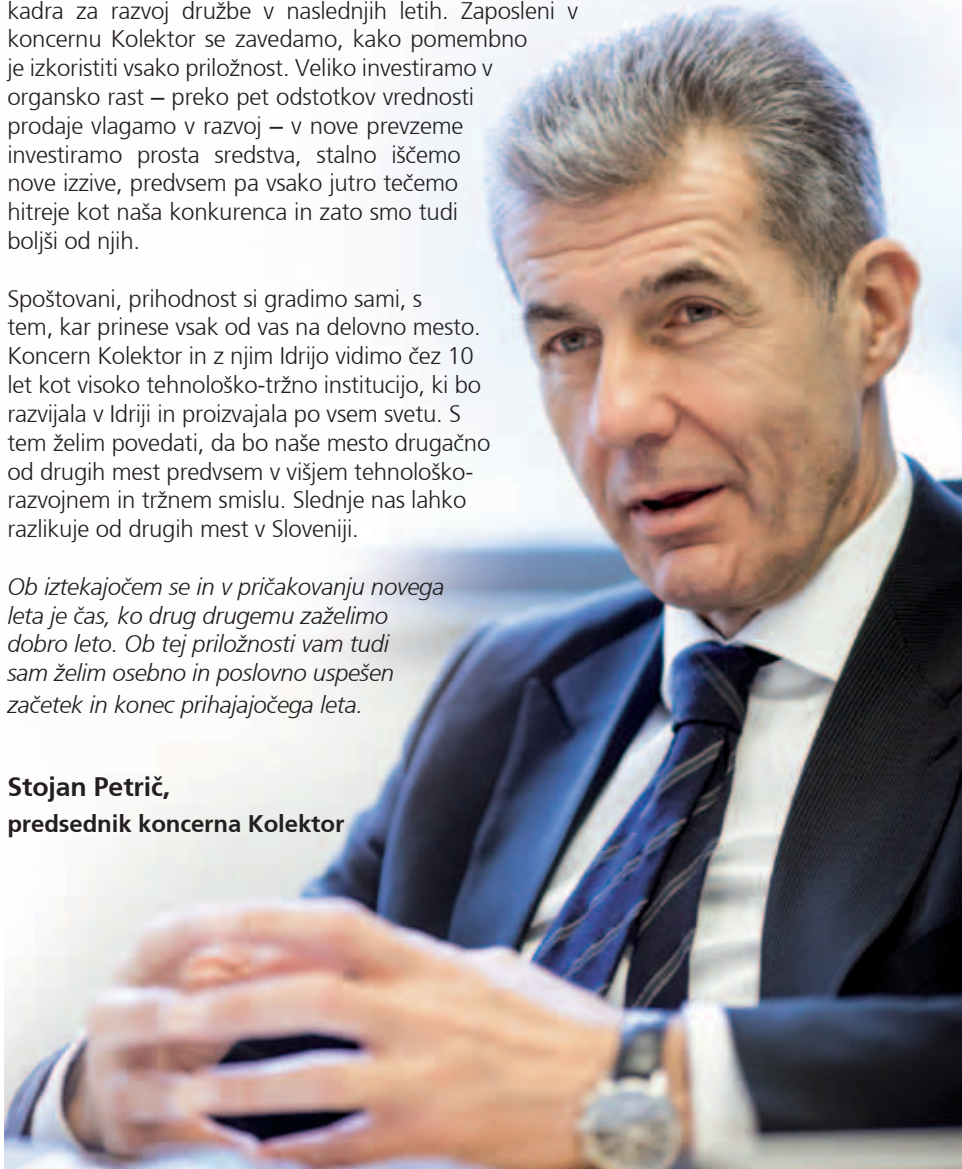 kadra za razvoj družbe v naslednjih letih. Zaposleni v
koncernu Kolektor se zavedamo, kako pomembno
je izkoristiti vsako priložnost. Veliko investiramo v
organsko rast – preko pet odstotkov vrednosti
prodaje vlagamo v razvoj – v nove prevzeme
investiramo prosta sredstva, stalno iščemo
nove izzive, predvsem pa vsako jutro tečemo
hitreje kot naša konkurenca in zato smo tudi
boljši od njih.
Spoštovani, prihodnost si gradimo sami, s
tem, kar prinese vsak od vas na delovno mesto.
Koncern Kolektor in z njim Idrijo vidimo čez 10
let kot visoko tehnološko-tržno institucijo, ki bo
razvijala v Idriji in proizvajala po vsem svetu. S
tem želim povedati, da bo naše mesto drugačno
od drugih mest predvsem v višjem tehnološko-
razvojnem in tržnem smislu. Slednje nas lahko
razlikuje od drugih mest v Sloveniji.
Ob iztekajočem se in v pričakovanju novega
leta je čas, ko drug drugemu zaželimo
dobro leto. Ob tej priložnosti vam tudi
sam želim osebno in poslovno uspešen
začetek in konec prihajajočega leta.
Stojan Petrič,
predsednik koncerna Kolektor